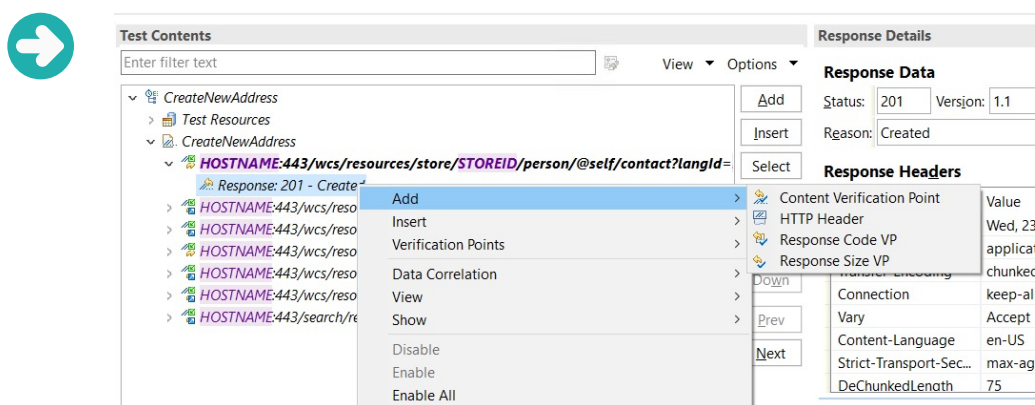 Test Contents
Enter filter text
View
Options
CreateNewAddress
Test Resources
CreateNewAddress
HOSTNAME:443/wcs/resources/store/STOREID/person/@self/contact?langId=
Response: 201 - Created
HOSTNAME:443/wcs/reso
HOSTNAME:443/wcs/reso
HOSTNAME:443/wcs/reso
HOSTNAME:443/wcs/reso
HOSTNAME:443/wcs/reso
HOSTNAME:443/search/re
Add
Insert
Select
Down
Prev
Next
Add
Insert
Verification Points
Data Correlation
View
Show
Disable
Enable
Enable All
Content Verification Point
HTTP Header
Response Code VP
Response Size VP
Response Details
Response Data
Status: 201 Version: 1.1
Reason: Created
Response Headers
Value
Wed, 23
applicat
Transfer-Encoding chunked
Connection keep-al
Vary Accept
Content-Language en-US
Strict-Transport-Sec... max-ag
DeChunkedLength 75